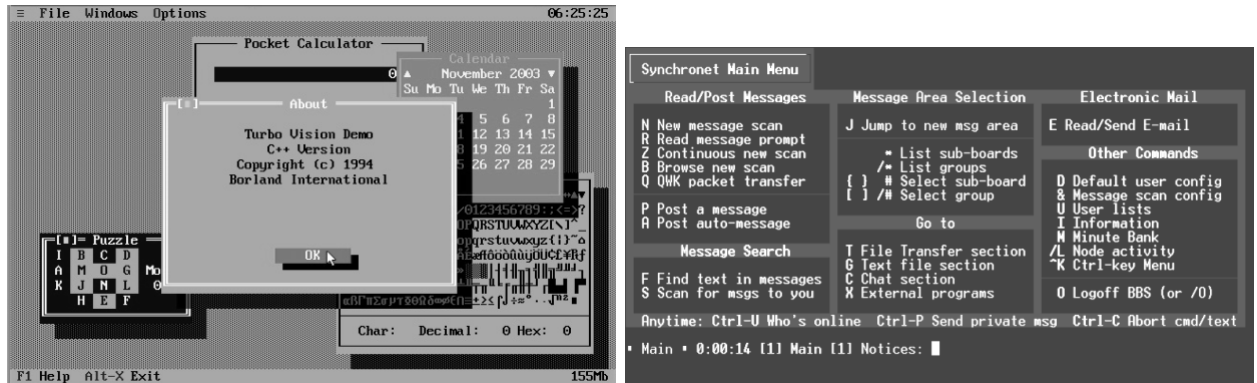 ≡ File Windows Options 06:25:25
Pocket Calculator
0
Calendar
▲ November 2003 ▼
Su Mo Tu We Th Fr Sa
1
4 5 6 7 8
12 13 14 15
19 20 21 22
26 27 28 29
About
Turbo Vision Demo
C++ Version
Copyright (c) 1994
Borland International
OK
/0123456789:;<=>?
PQRSTUVWXYZ[\]^_
pqrstuvwxyz{|}~
[■]= Puzzle
I B C D
A M O G Mo
K J N L 0
H E F
Char: Decimal: 0 Hex: 0
F1 Help Alt-X Exit 155Mb
Synchronet Main Menu
Read/Post Messages
N New message scan
R Read message prompt
Z Continuous new scan
B Browse new scan
Q QWK packet transfer
P Post a message
A Post auto-message
Message Search
F Find text in messages
S Scan for msgs to you
Message Area Selection
J Jump to new msg area
* List sub-boards
/* List groups
[ ] # Select sub-board
[ ] /# Select group
Go to
T File Transfer section
G Text file section
C Chat section
X External programs
Electronic Mail
E Read/Send E-mail
Other Commands
D Default user config
& Message scan config
U User lists
I Information
M Minute Bank
/L Node activity
^K Ctrl-key Menu
O Logoff BBS (or /O)
Anytime: Ctrl-U Who's online Ctrl-P Send private msg Ctrl-C Abort cmd/text
▪ Main ▪ 0:00:14 [1] Main [1] Notices: